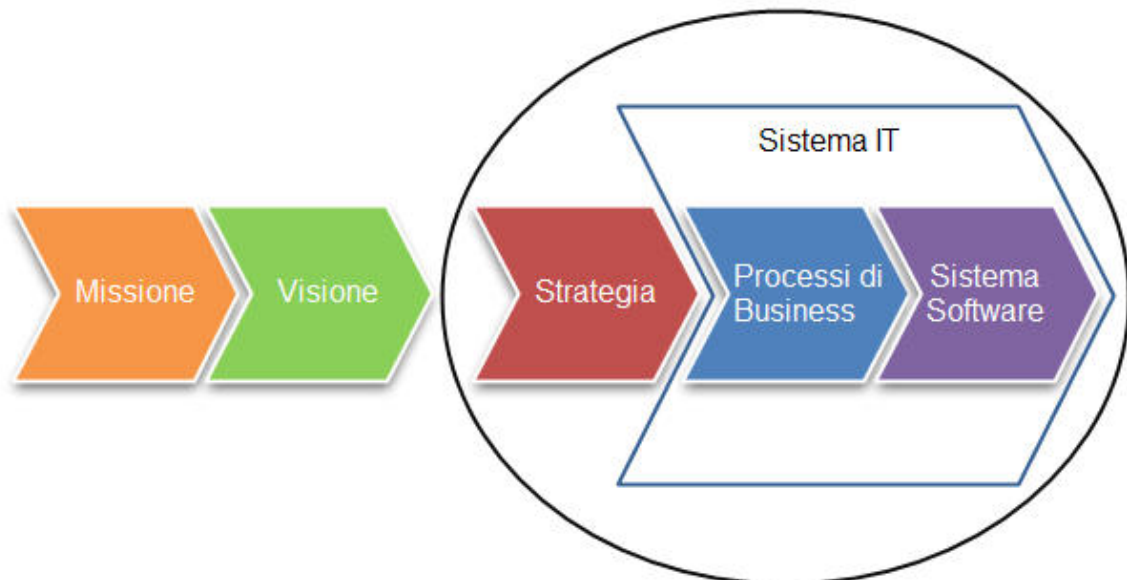 Sistema IT
Missione
Visione
Strategia
Processi di
Business
Sistema
Software